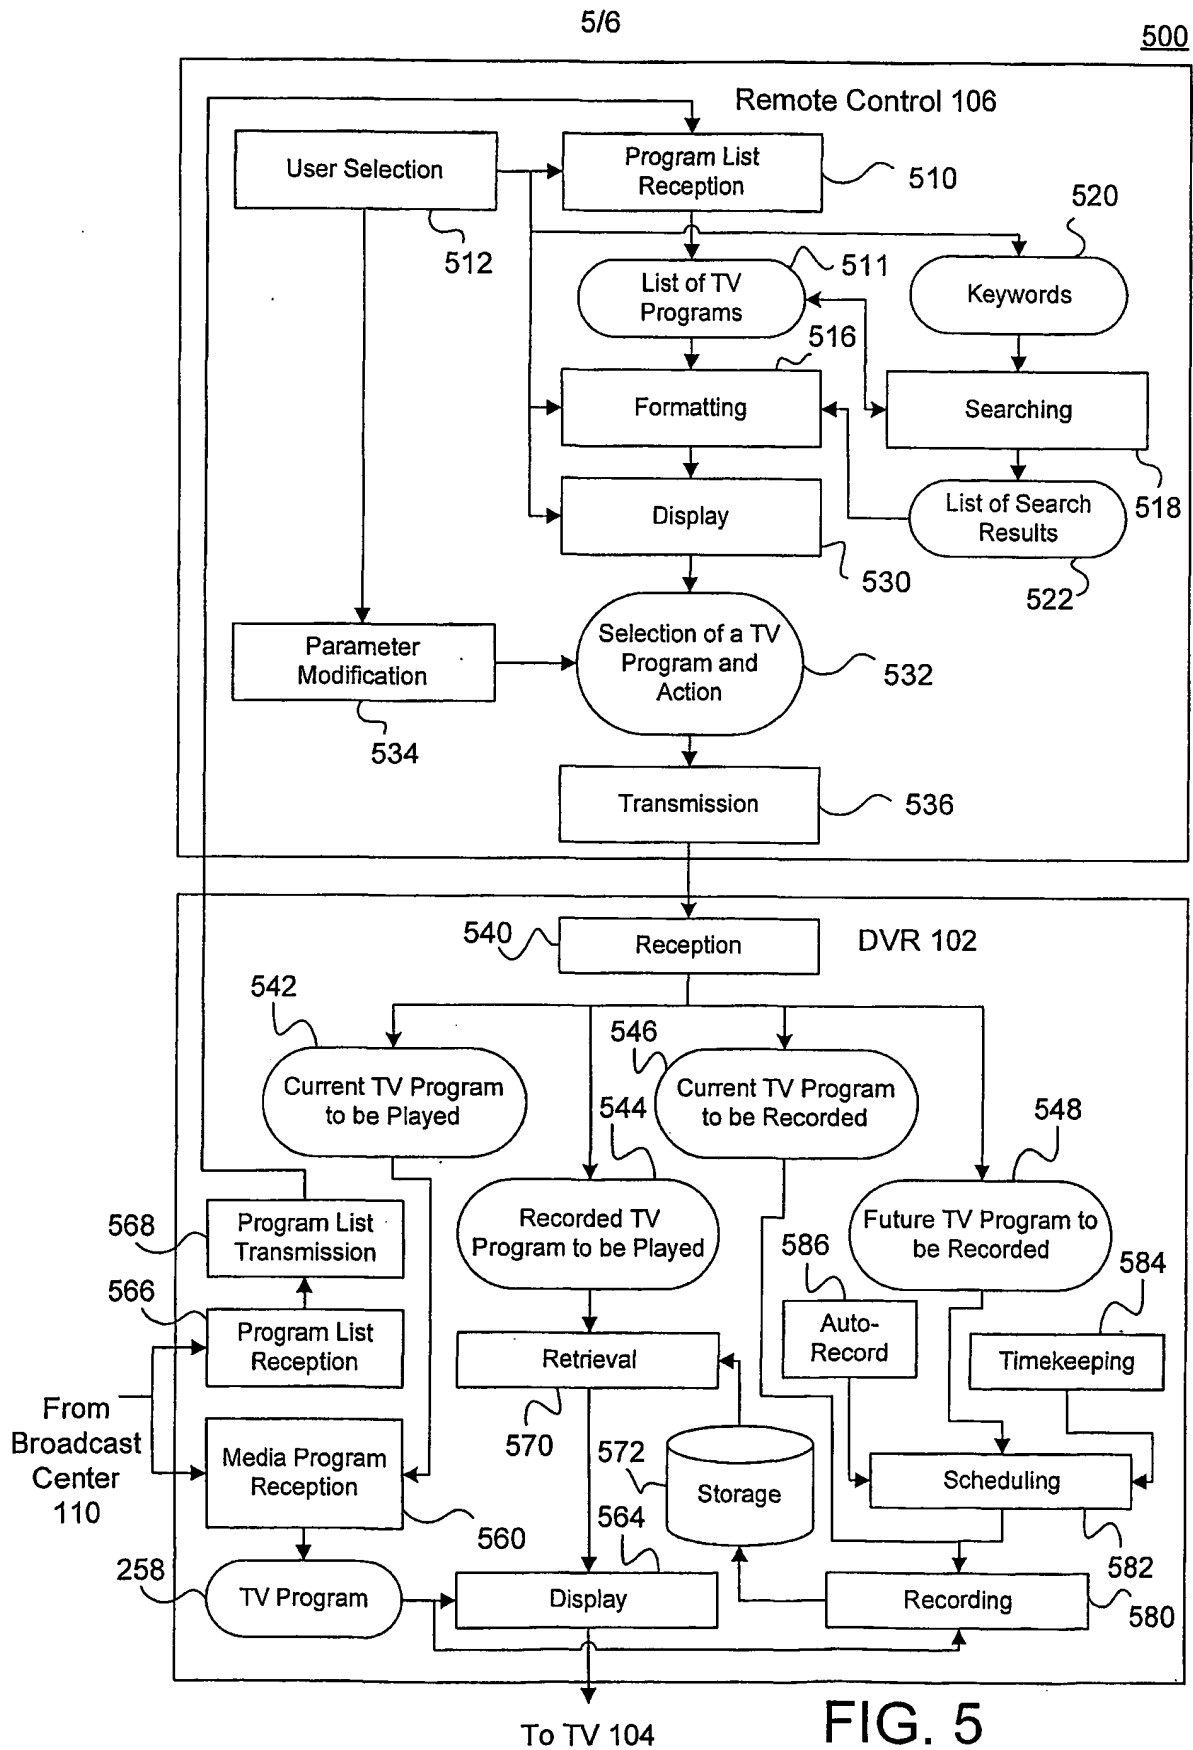 5/6
500
Remote Control 106
User Selection
512
Program List
Reception
510
520
List of TV
Programs
511
Keywords
516
Formatting
Searching
518
Display
530
List of Search
Results
522
Parameter
Modification
534
Selection of a TV
Program and
Action
532
Transmission
536
540
Reception
DVR 102
542
Current TV Program
to be Played
546
Current TV Program
to be Recorded
544
548
568
Program List
Transmission
Recorded TV
Program to be Played
Future TV Program to
be Recorded
586
584
566
Program List
Reception
Retrieval
570
Auto-
Record
Timekeeping
From
Broadcast
Center
110
Media Program
Reception
560
572
Storage
Scheduling
582
564
258
TV Program
Display
Recording
580
To TV 104
FIG. 5